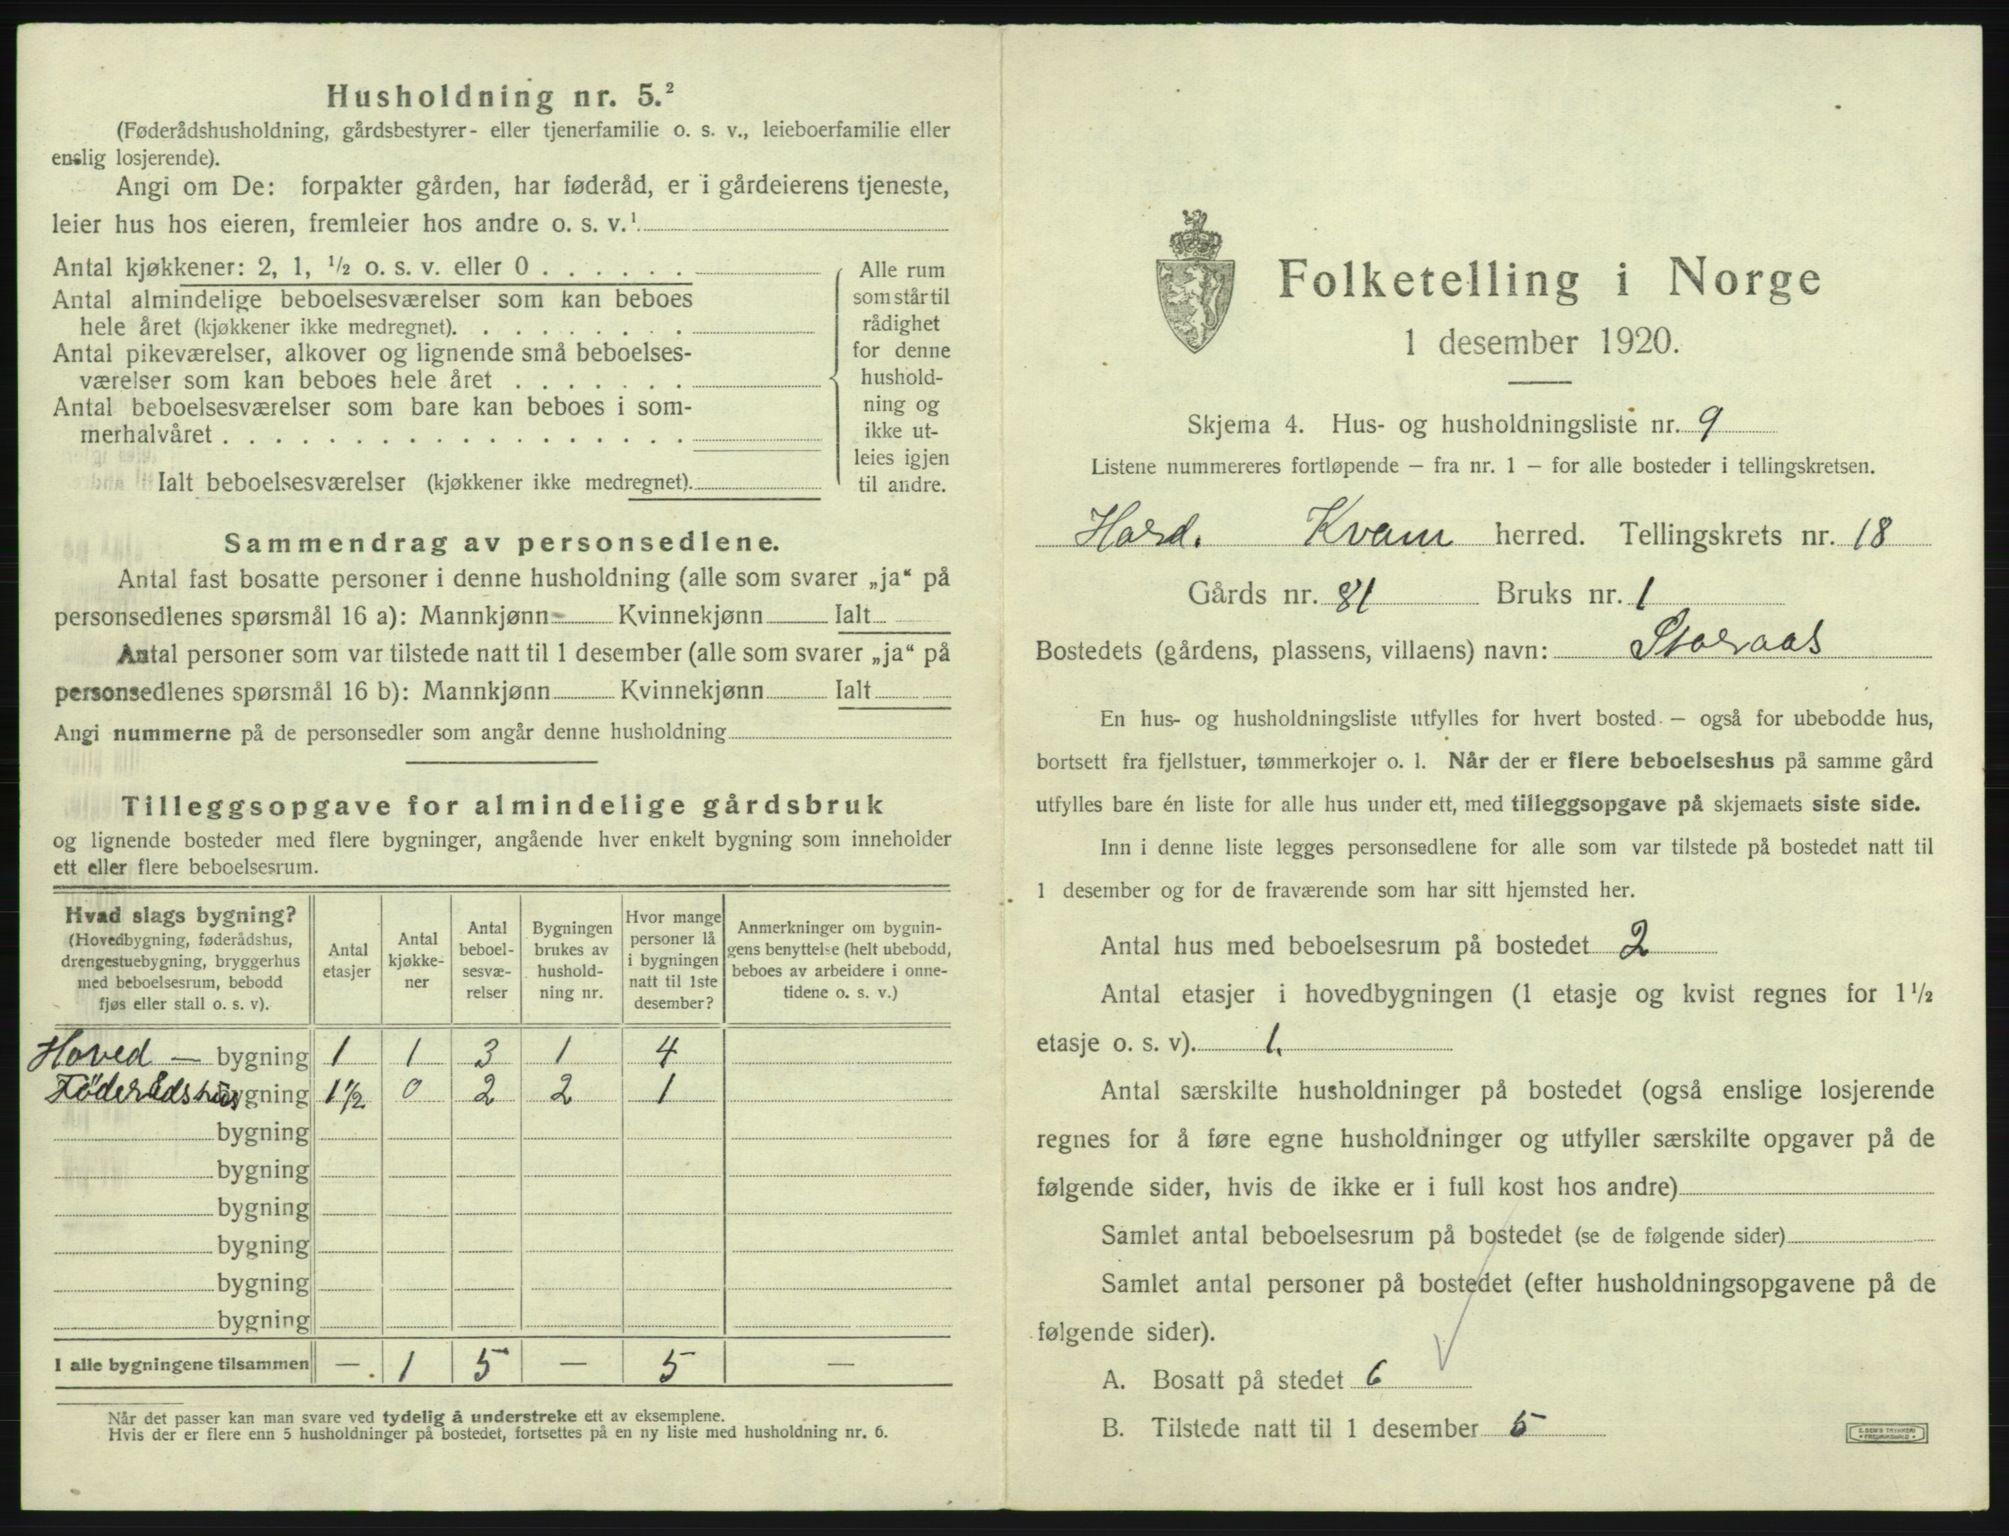 Husholdning nr. 5.²
(Føderådshusholdning, gårdsbestyrer- eller tjenerfamilie o. s. v., leieboerfamilie eller
enslig losjerende).
Angi om De: forpakter gården, har føderåd, er i gårdeierens tjeneste,
leier hus hos eieren, fremleier hos andre o. s. v.¹
Antal kjøkkener: 2, 1, ½ o. s. v. eller 0 . . . . . .
Antal almindelige beboelsesværelser som kan beboes
hele året (kjøkkener ikke medregnet). . . . . . . . . .
Antal pikeværelser, alkover og lignende små beboelses-
værelser som kan beboes hele året . . . . . . .
Antal beboelsesværelser som bare kan beboes i som-
merhalvåret . . . . . . . . . . . . . . . . . .
Ialt beboelsesværelser (kjøkkener ikke medregnet).
Alle rum
som står til
rådighet
for denne
hushold-
ning og
ikke ut-
leies igjen
til andre.
Sammendrag av personsedlene.
Antal fast bosatte personer i denne husholdning (alle som svarer „ja“ på
personsedlenes spørsmål 16 a): Mannkjønn Kvinnekjønn Ialt
Antal personer som var tilstede natt til 1 desember (alle som svarer „ja“ på
personsedlenes spørsmål 16 b): Mannkjønn Kvinnekjønn Ialt
Angi nummerne på de personsedler som angår denne husholdning
Tilleggsopgave for almindelige gårdsbruk
og lignende bosteder med flere bygninger, angående hver enkelt bygning som inneholder
ett eller flere beboelsesrum.
Hvad slags bygning?
(Hovedbygning, føderådshus,
drengestuebygning, bryggerhus
med beboelsesrum, bebodd
fjøs eller stall o. s. v).
Antal
etasjer
Antal
kjøkke-
ner
Antal
beboel-
sesvæ-
relser
Bygningen
brukes av
hushold-
ning nr.
Hvor mange
personer lå
i bygningen
natt til 1ste
desember?
Anmerkninger om bygnin-
gens benyttelse (helt ubebodd,
beboes av arbeidere i onne-
tidene o. s. v.)
Hoved — bygning 1 1 3 1 4
Føderådshus bygning 1½ 0 2 2 1
bygning
bygning
bygning
bygning
bygning
bygning
I alle bygningene tilsammen — . 1 5 — 5 —
Når det passer kan man svare ved tydelig å understreke ett av eksemplene.
Hvis der er flere enn 5 husholdninger på bostedet, fortsettes på en ny liste med husholdning nr. 6.
Folketelling i Norge
1 desember 1920.
Skjema 4. Hus- og husholdningsliste nr. 9
Listene nummereres fortløpende – fra nr. 1 – for alle bosteder i tellingskretsen.
Hard. Kvam herred. Tellingskrets nr. 18
Gårds nr. 81 Bruks nr. 1
Bostedets (gårdens, plassens, villaens) navn: Storaas
En hus- og husholdningsliste utfylles for hvert bosted – også for ubebodde hus,
bortsett fra fjellstuer, tømmerkojer o. l. Når der er flere beboelseshus på samme gård
utfylles bare én liste for alle hus under ett, med tilleggsopgave på skjemaets siste side.
Inn i denne liste legges personsedlene for alle som var tilstede på bostedet natt til
1 desember og for de fraværende som har sitt hjemsted her.
Antal hus med beboelsesrum på bostedet 2
Antal etasjer i hovedbygningen (1 etasje og kvist regnes for 1½
etasje o. s. v). 1.
Antal særskilte husholdninger på bostedet (også enslige losjerende
regnes for å føre egne husholdninger og utfyller særskilte opgaver på de
følgende sider, hvis de ikke er i full kost hos andre)
Samlet antal beboelsesrum på bostedet (se de følgende sider)
Samlet antal personer på bostedet (efter husholdningsopgavene på de
følgende sider).
A. Bosatt på stedet 6
B. Tilstede natt til 1 desember 5